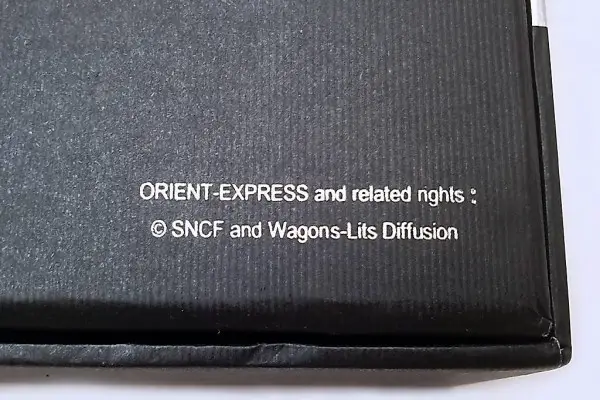 ORIENT-EXPRESS and related rights :
© SNCF and Wagons-Lits Diffusion